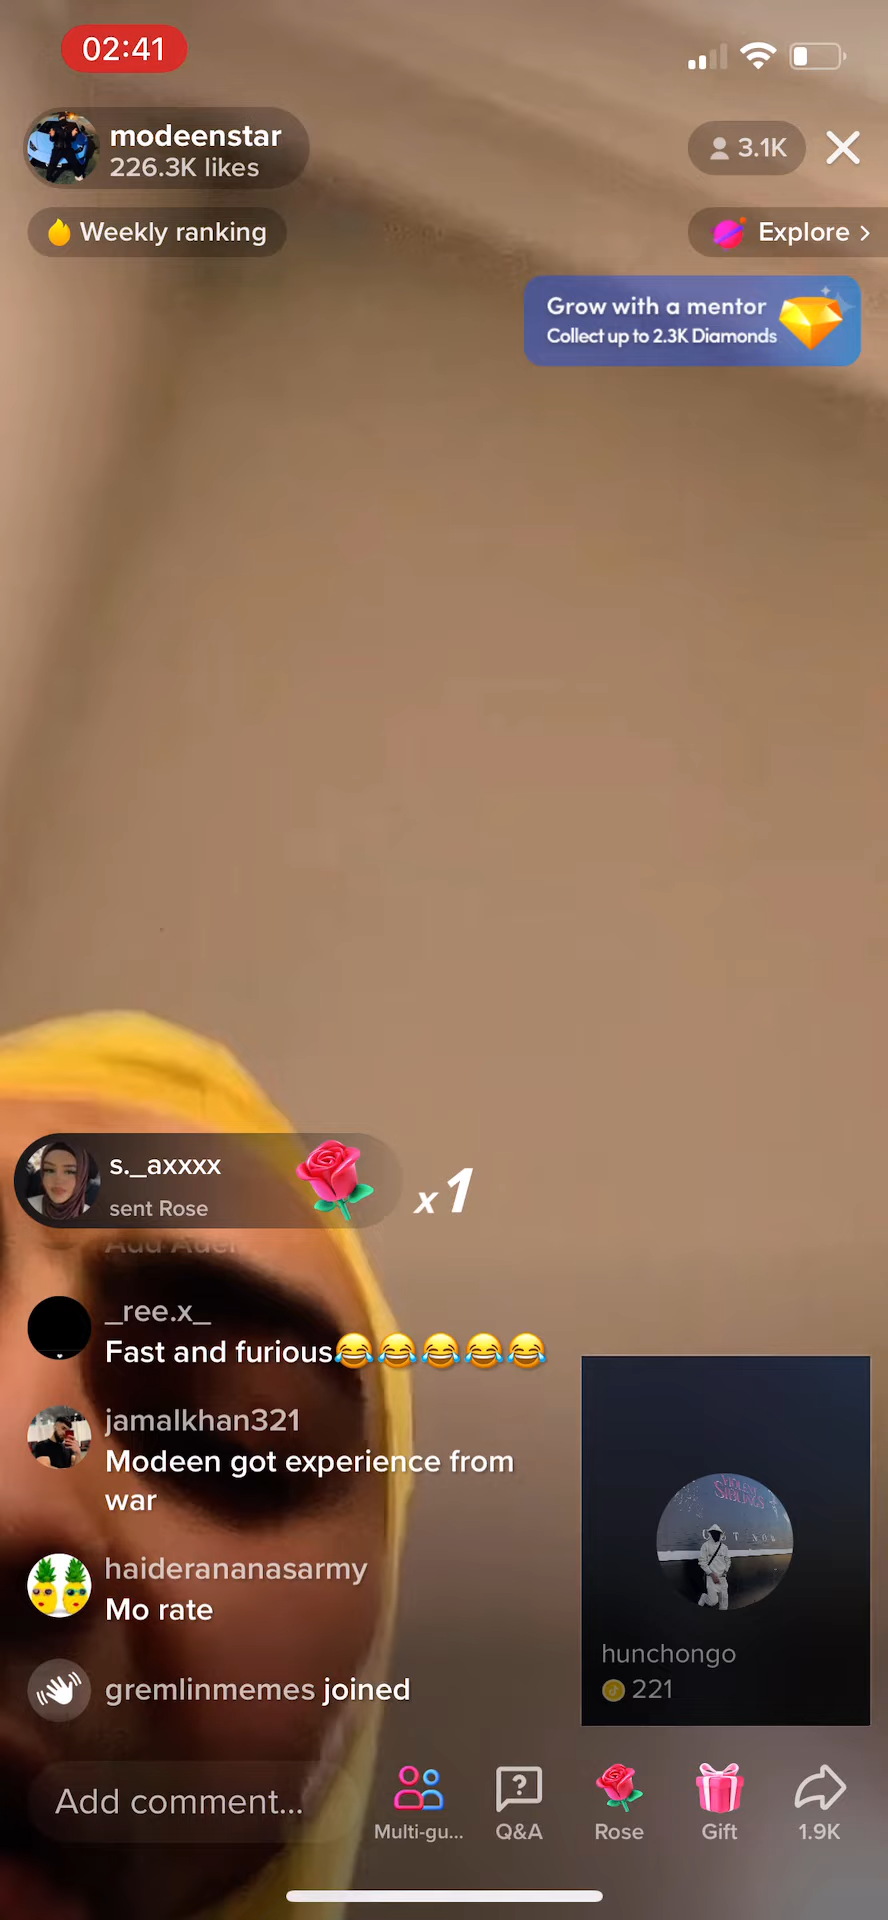 02:41
modeenstar
226.3K likes
3.1K
Weekly ranking
Explore >
Grow with a mentor
Collect up to 2.3K Diamonds
s._axxxx
sent Rose
x1
_ree.x_
Fast and furious😂😂😂😂😂
jamalkhan321
Modeen got experience from
war
haiderananasarmy
Mo rate
gremlinmemes joined
SIBLINGS
hunchongo
221
Add comment...
Multi-gu...
Q&A
Rose
Gift
1.9K